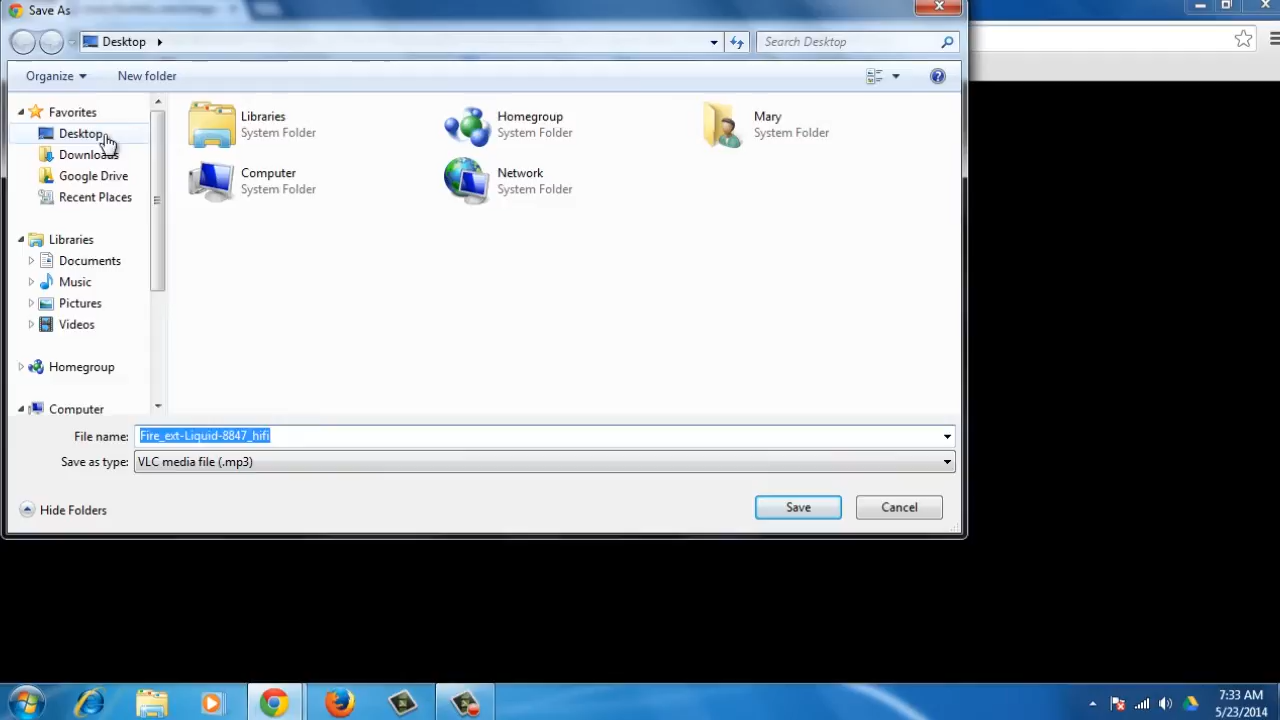 Save As
Desktop
Search Desktop
Organize
New folder
Favorites
Desktop
Downloads
Google Drive
Recent Places
Libraries
Documents
Music
Pictures
Videos
Homegroup
Computer
Libraries
System Folder
Homegroup
System Folder
Mary
System Folder
Computer
System Folder
Network
System Folder
File name: Fire_ext-Liquid-8847_hifi
Save as type: VLC media file (.mp3)
Hide Folders
Save
Cancel
7:33 AM
5/23/2014